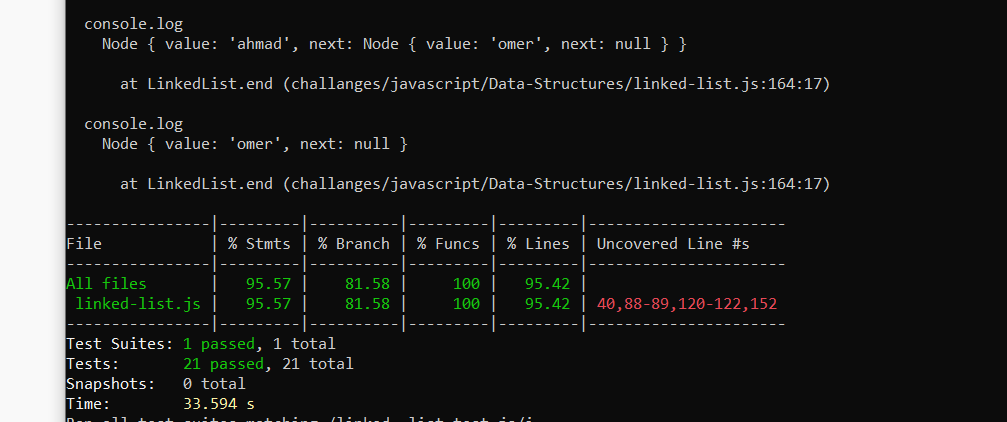 console.log
Node { value: 'ahmad', next: Node { value: 'omer', next: null } }
at LinkedList.end (challanges/javascript/Data-Structures/linked-list.js:164:17)
console.log
Node { value: 'omer', next: null }
at LinkedList.end (challanges/javascript/Data-Structures/linked-list.js:164:17)
----------------|---------|----------|---------|---------|----------------------
File | % Stmts | % Branch | % Funcs | % Lines | Uncovered Line #s
----------------|---------|----------|---------|---------|----------------------
All files | 95.57 | 81.58 | 100 | 95.42 |
linked-list.js | 95.57 | 81.58 | 100 | 95.42 | 40,88-89,120-122,152
----------------|---------|----------|---------|---------|----------------------
Test Suites: 1 passed, 1 total
Tests: 21 passed, 21 total
Snapshots: 0 total
Time: 33.594 s